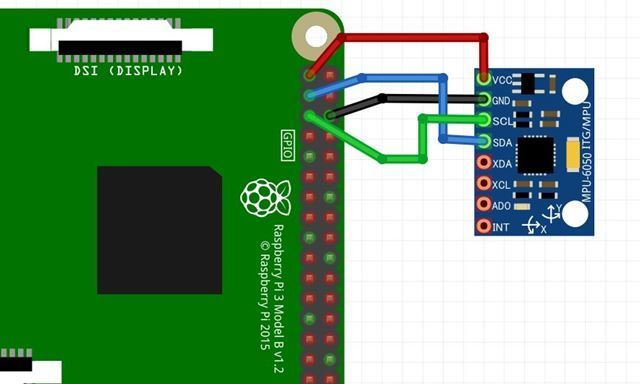 DSI (DISPLAY)
GPIO
Raspberry Pi 3 Model B v1.2
© Raspberry Pi 2015
VCC
GND
SCL
SDA
XDA
XCL
ADO
INT
MPU-6050 ITG/MPU
Y
X